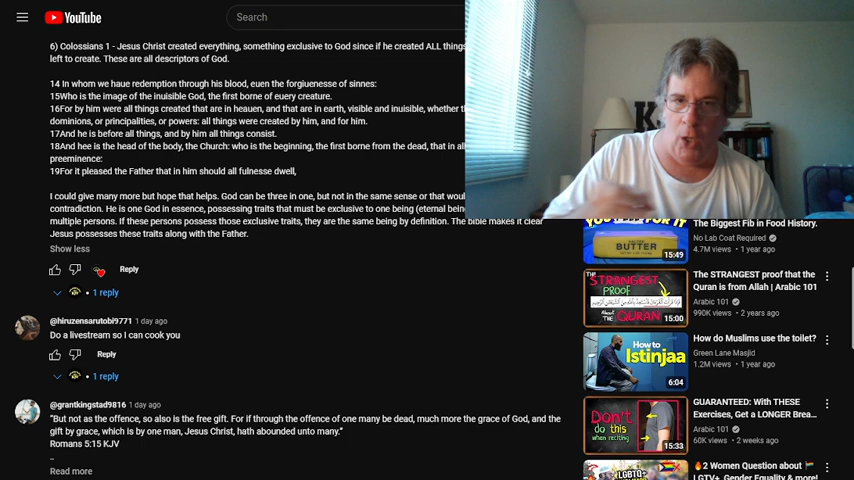 YouTube
Search
6) Colossians 1 - Jesus Christ created everything, something exclusive to God since if he created ALL things
left to create. These are all descriptors of God.
14 In whom we haue redemption through his blood, euen the forgiuenesse of sinnes:
15Who is the image of the inuisible God, the first borne of euery creature.
16For by him were all things created that are in heauen, and that are in earth, visible and inuisible, whether
dominions, or principalities, or powers: all things were created by him, and for him.
17And he is before all things, and by him all things consist.
18And hee is the head of the body, the Church: who is the beginning, the first borne from the dead, that in all
preeminence:
19For it pleased the Father that in him should all fulnesse dwell,
I could give many more but hope that helps. God can be three in one, but not in the same sense or that would
contradiction. He is one God in essence, possessing traits that must be exclusive to one being (eternal being
multiple persons. If these persons possess those exclusive traits, they are the same being by definition. The bible makes it clear
Jesus possesses these traits along with the Father.
Show less
Reply
1 reply
@hiruzensarutobi9771 1 day ago
Do a livestream so I can cook you
Reply
1 reply
@grantkingstad9816 1 day ago
"But not as the offence, so also is the free gift. For if through the offence of one many be dead, much more the grace of God, and the
gift by grace, which is by one man, Jesus Christ, hath abounded unto many."
Romans 5:15 KJV
..
Read more
YOU FELL FOR IT
BUTTER
15:49
The Biggest Fib in Food History.
No Lab Coat Required
4.7M views • 1 year ago
THE STRANGEST
PROOF
ABOUT THE QURAN
15:00
The STRANGEST proof that the
Quran is from Allah | Arabic 101
Arabic 101
990K views • 2 years ago
How to
Istinjaa
6:04
How do Muslims use the toilet?
Green Lane Masjid
1.2M views • 1 year ago
Don't
do this
when reciting
15:33
GUARANTEED: With THESE
Exercises, Get a LONGER Brea...
Arabic 101
60K views • 2 weeks ago
LGBTQ+
2 Women Question about
LGTV+, Gender Equality & more!